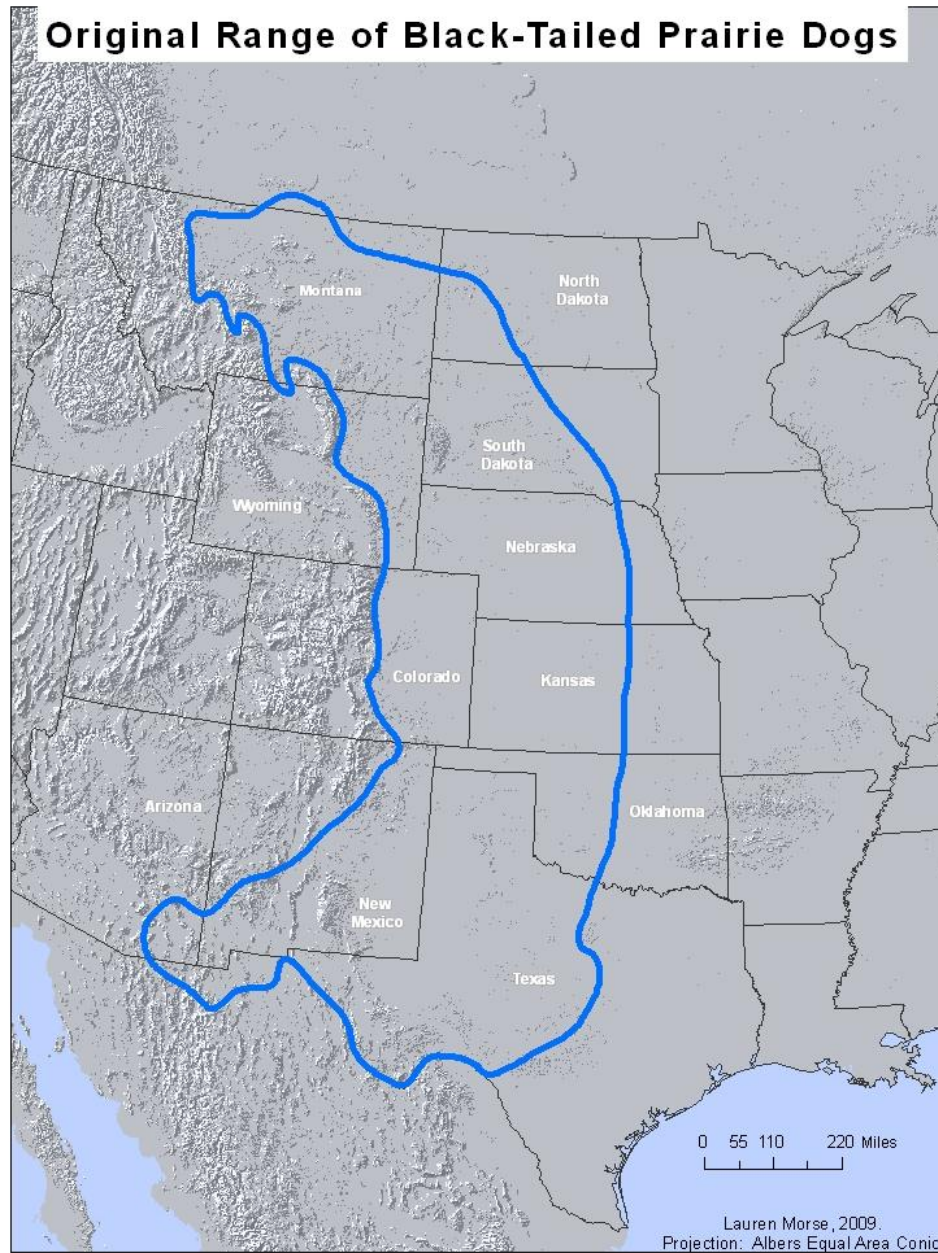 Original Range of Black-Tailed Prairie Dogs
Montana
North
Dakota
South
Dakota
Wyoming
Nebraska
Colorado
Kansas
Arizona
Oklahoma
New
Mexico
Texas
0 55 110 220 Miles
Lauren Morse, 2009.
Projection: Albers Equal Area Conic